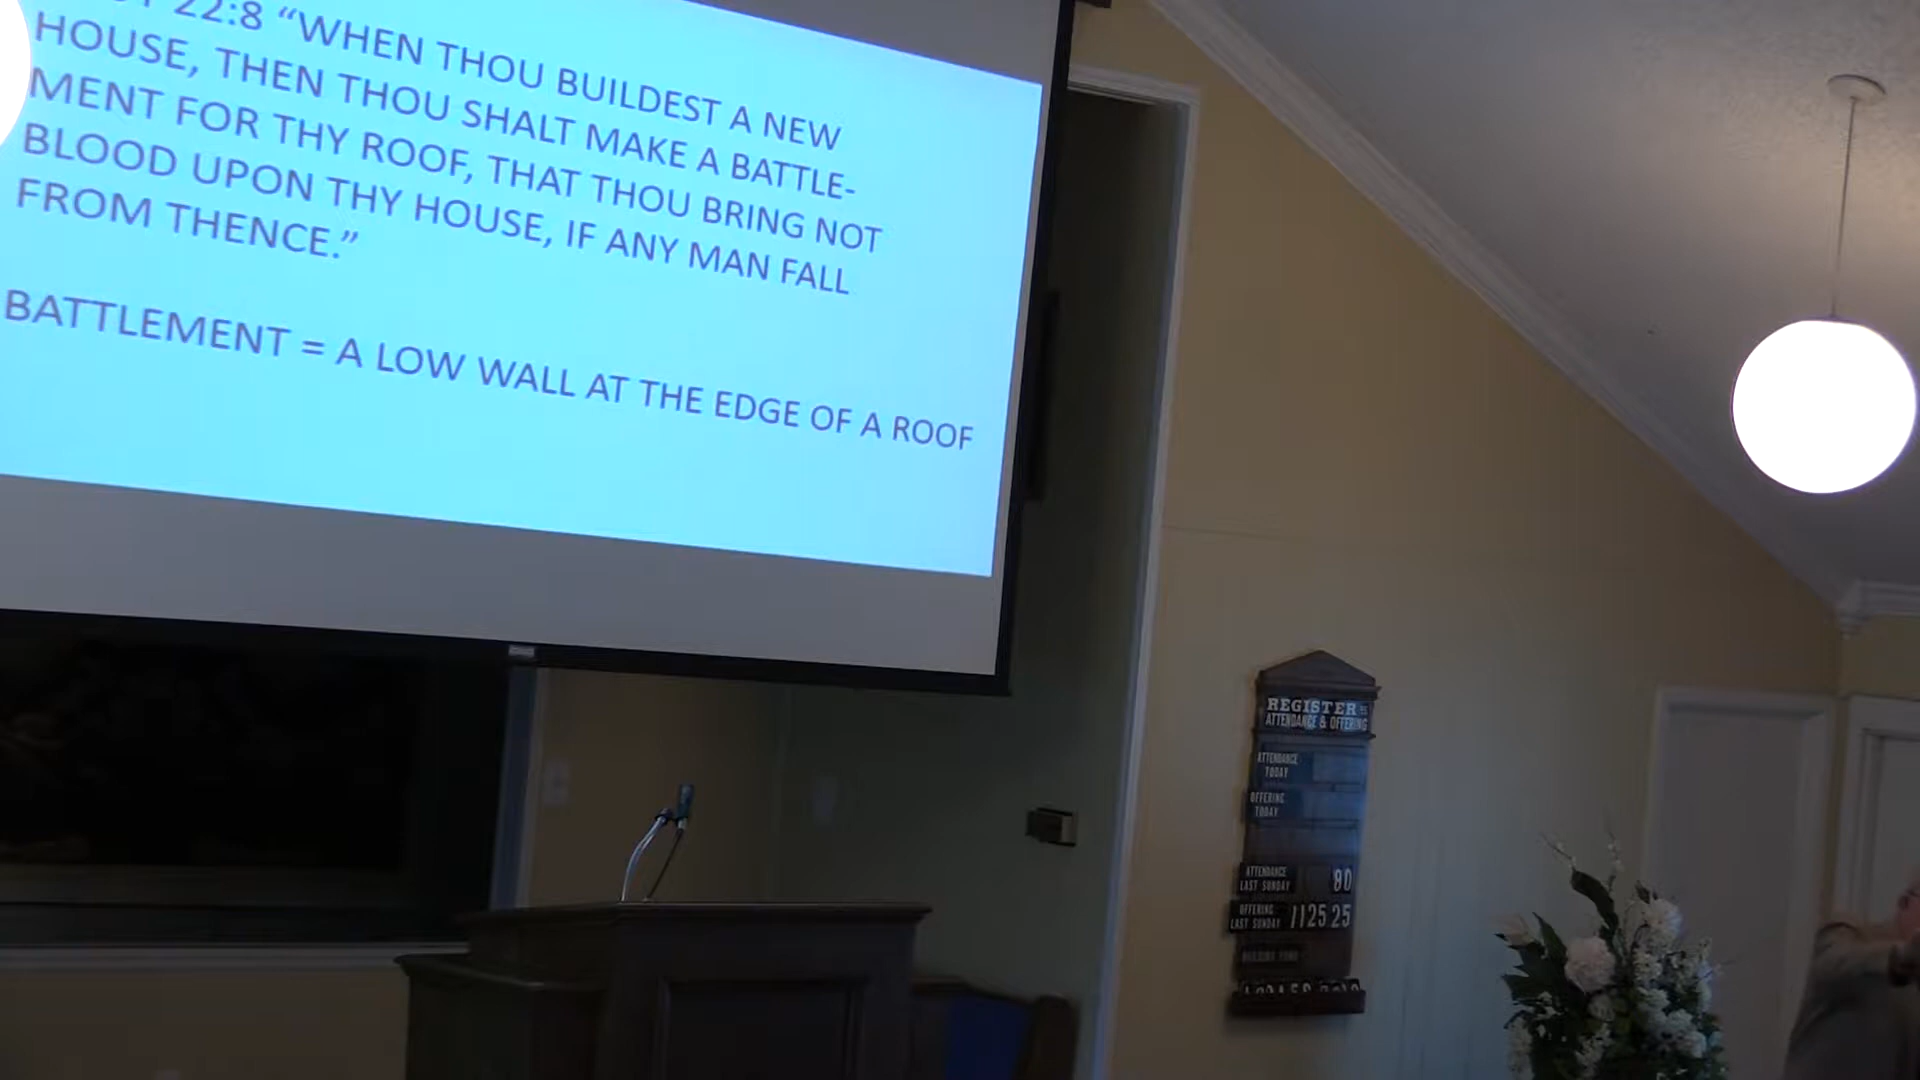 22:8 “WHEN THOU BUILDEST A NEW
HOUSE, THEN THOU SHALT MAKE A BATTLE-
MENT FOR THY ROOF, THAT THOU BRING NOT
BLOOD UPON THY HOUSE, IF ANY MAN FALL
FROM THENCE.”
BATTLEMENT = A LOW WALL AT THE EDGE OF A ROOF
REGISTER OF
ATTENDANCE & OFFERING
ATTENDANCE
TODAY
OFFERING
TODAY
ATTENDANCE
LAST SUNDAY 80
OFFERING
LAST SUNDAY 1125 25